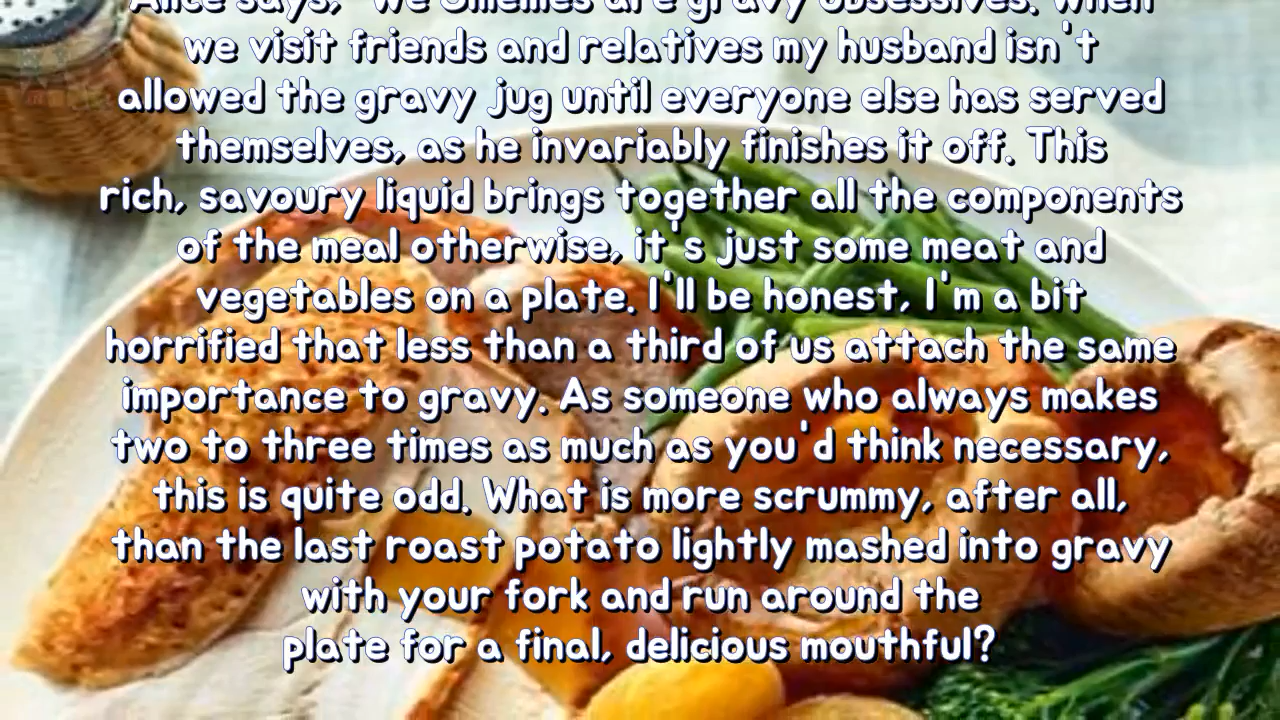 Alice says, "We are gravy obsessives. When
we visit friends and relatives my husband isn't
allowed the gravy jug until everyone else has served
themselves, as he invariably finishes it off. This
rich, savoury liquid brings together all the components
of the meal otherwise, it's just some meat and
vegetables on a plate. I'll be honest, I'm a bit
horrified that less than a third of us attach the same
importance to gravy. As someone who always makes
two to three times as much as you'd think necessary,
this is quite odd. What is more scrummy, after all,
than the last roast potato lightly mashed into gravy
with your fork and run around the
plate for a final, delicious mouthful?